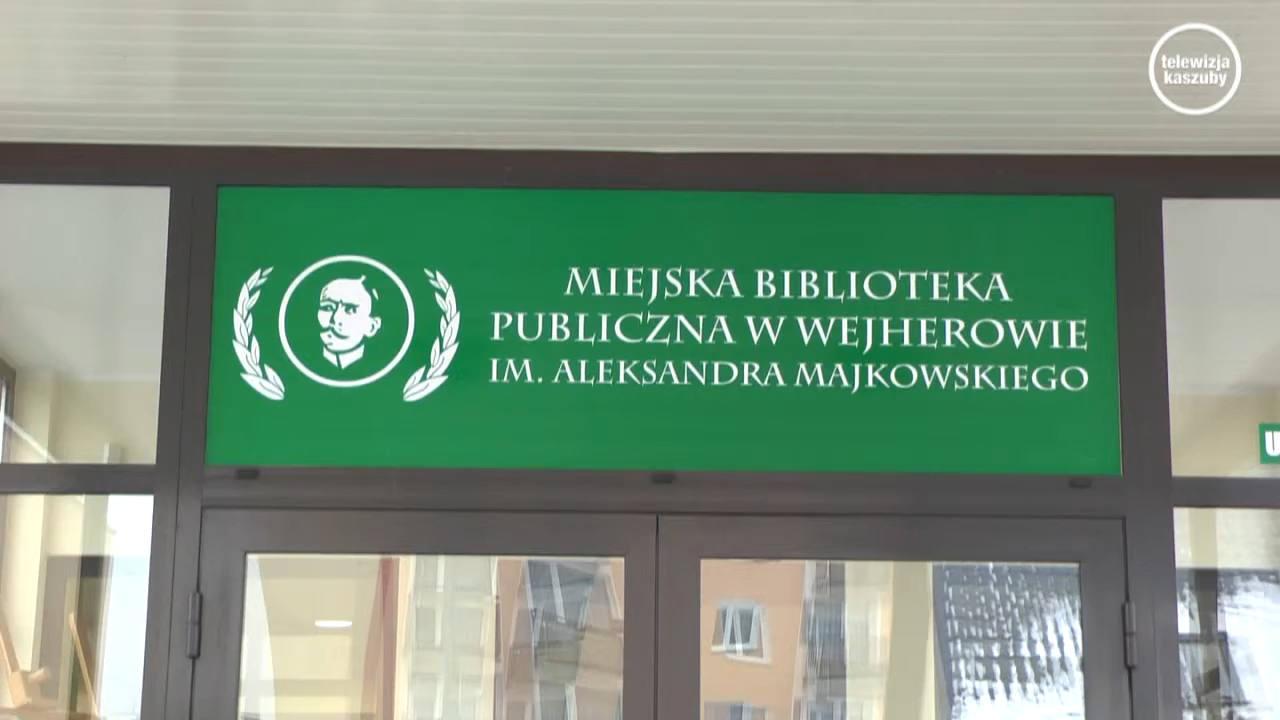 telewizja
kaszuby
MIEJSKA BIBLIOTEKA
PUBLICZNA W WEJHEROWIE
IM. ALEKSANDRA MAJKOWSKIEGO